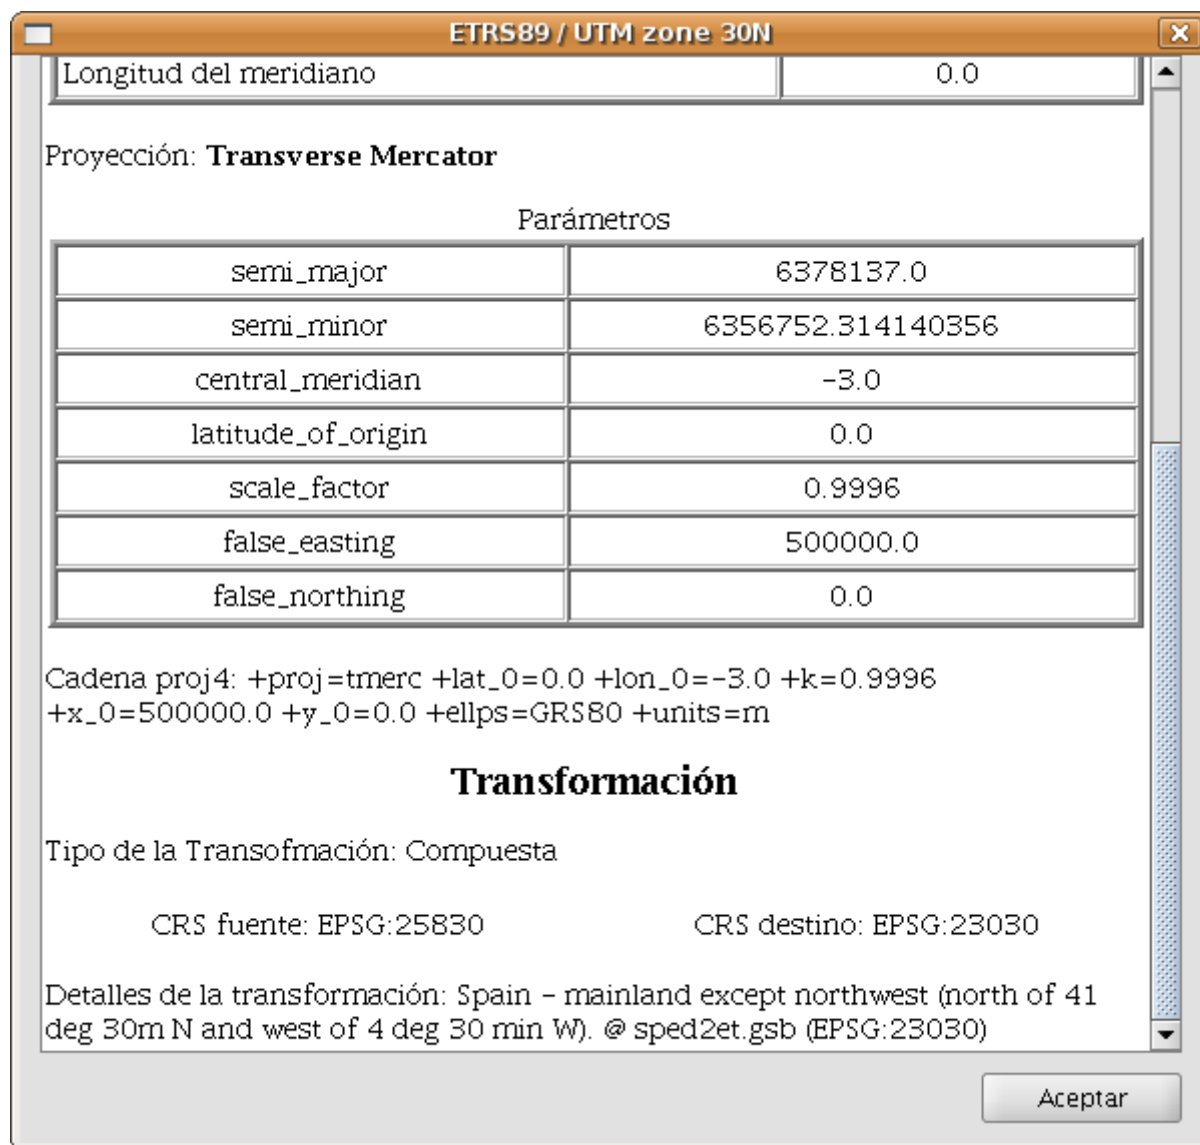 ETRS89 / UTM zone 30N
Longitud del meridiano 0.0
Proyección: Transverse Mercator
Parámetros
semi_major 6378137.0
semi_minor 6356752.314140356
central_meridian −3.0
latitude_of_origin 0.0
scale_factor 0.9996
false_easting 500000.0
false_northing 0.0
Cadena proj4: +proj=tmerc +lat_0=0.0 +lon_0=−3.0 +k=0.9996
+x_0=500000.0 +y_0=0.0 +ellps=GRS80 +units=m
Transformación
Tipo de la Transofmación: Compuesta
CRS fuente: EPSG:25830 CRS destino: EPSG:23030
Detalles de la transformación: Spain – mainland except northwest (north of 41
deg 30m N and west of 4 deg 30 min W). @ sped2et.gsb (EPSG:23030)
Aceptar